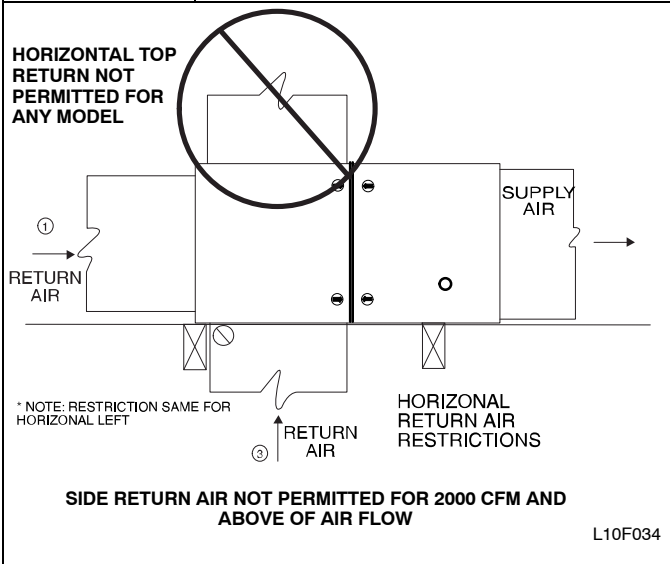 HORIZONTAL TOP
RETURN NOT
PERMITTED FOR
ANY MODEL
SUPPLY
AIR
1
RETURN
AIR
* NOTE: RESTRICTION SAME FOR
HORIZONAL LEFT
3
RETURN
AIR
HORIZONAL
RETURN AIR
RESTRICTIONS
SIDE RETURN AIR NOT PERMITTED FOR 2000 CFM AND
ABOVE OF AIR FLOW
L10F034